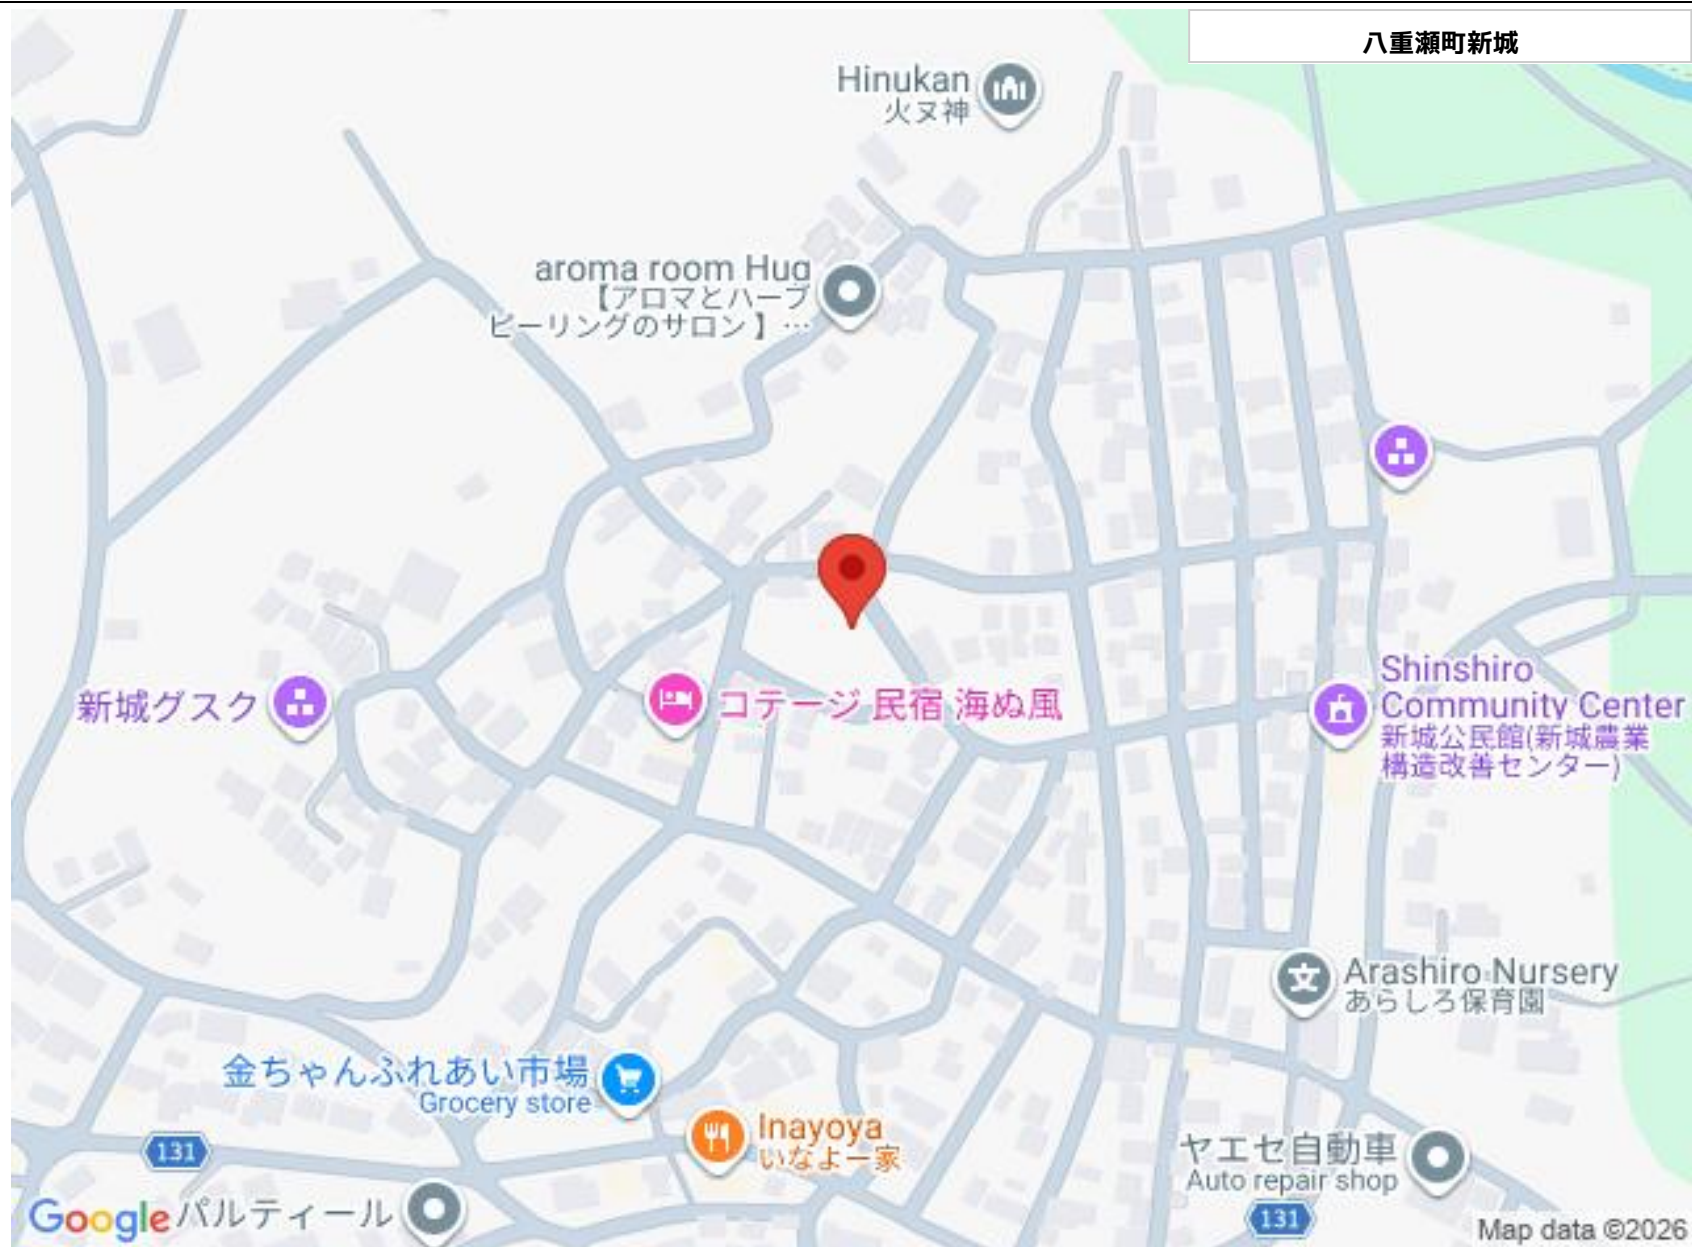 八重瀬町新城
Hinukan
火ヌ神
aroma room Hug
【アロマとハーブ
ピーリングのサロン】 …
新城グスク
コテージ 民宿 海ぬ風
Shinshiro
Community Center
新城公民館(新城農業
構造改善センター)
Arashiro Nursery
あらしろ保育園
金ちゃんふれあい市場
Grocery store
Inayoya
いなよー家
131
ヤエセ自動車
Auto repair shop
131
Google
パルティール
Map data ©2026